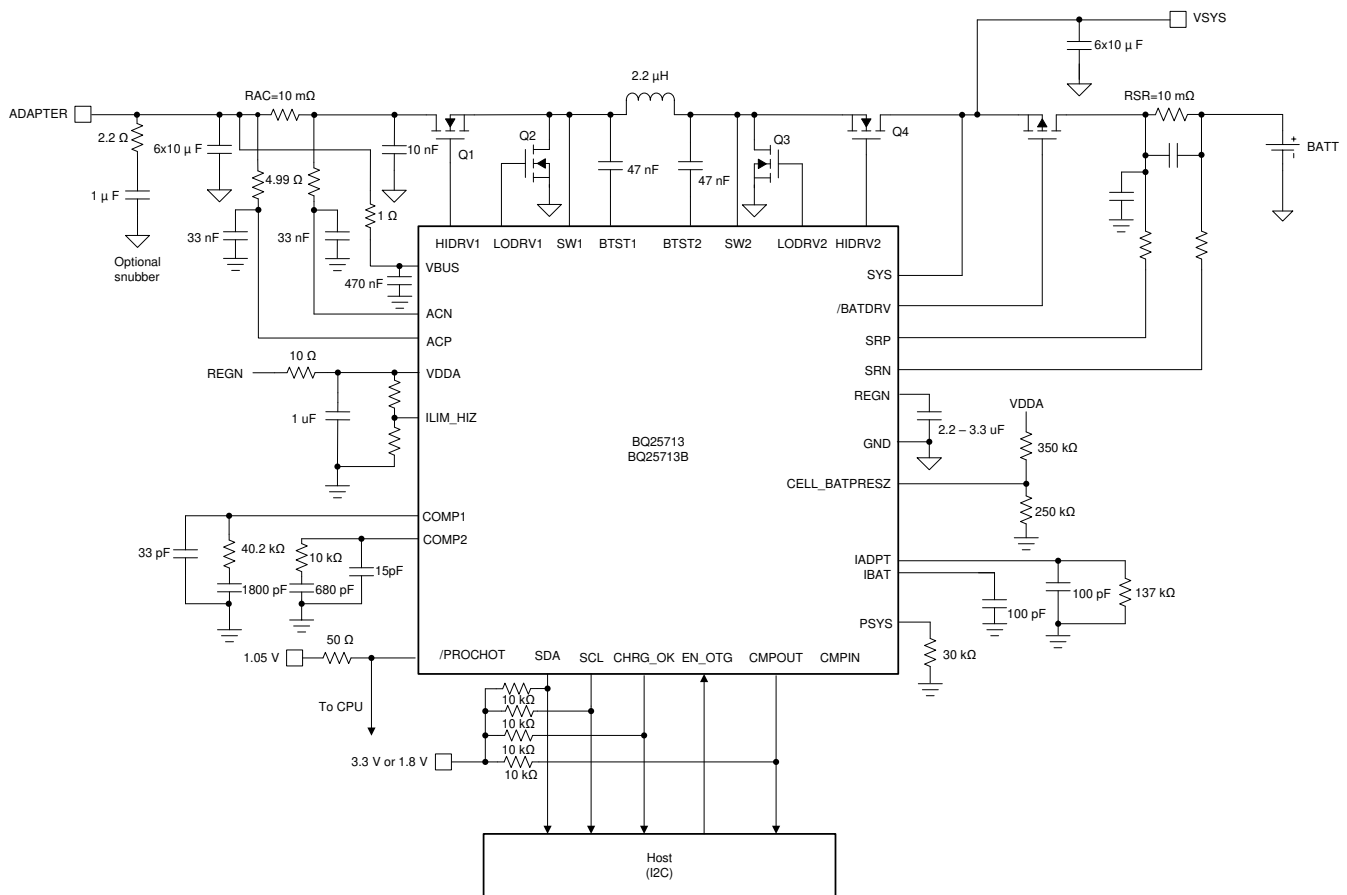 VSYS
6x10 µ F
2.2 µH
RAC=10 mΩ
RSR=10 mΩ
ADAPTER
2.2 Ω
6x10 µ F
10 nF
Q1
Q2
Q3
Q4
BATT
+
-
4.99 Ω
47 nF
47 nF
1 µ F
1 Ω
33 nF
33 nF
Optional
snubber
HIDRV1
LODRV1
SW1
BTST1
BTST2
SW2
LODRV2
HIDRV2
VBUS
470 nF
SYS
/BATDRV
ACN
ACP
SRP
SRN
10 Ω
REGN
VDDA
REGN
VDDA
1 uF
ILIM_HIZ
2.2 – 3.3 uF
GND
350 kΩ
BQ25713
BQ25713B
CELL_BATPRESZ
250 kΩ
COMP1
COMP2
33 pF
40.2 kΩ
10 kΩ
15pF
1800 pF
680 pF
IADPT
IBAT
100 pF
137 kΩ
100 pF
PSYS
30 kΩ
50 Ω
1.05 V
/PROCHOT
SDA
SCL
CHRG_OK
EN_OTG
CMPOUT
CMPIN
To CPU
10 kΩ
10 kΩ
10 kΩ
10 kΩ
3.3 V or 1.8 V
Host
(I2C)